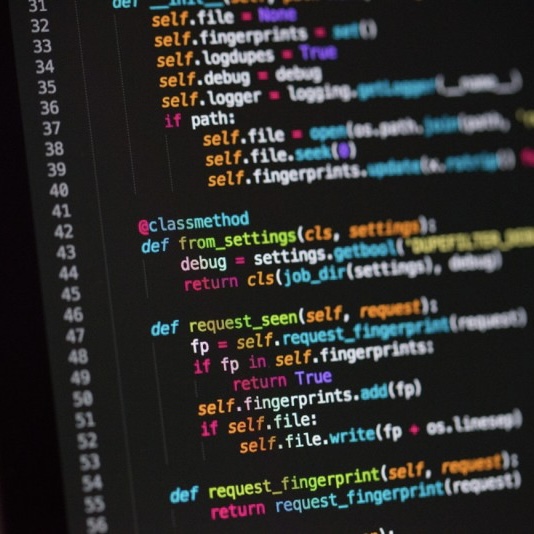 31 def __init__(self,
32 self.file = None
33 self.fingerprints = set()
34 self.logdupes = True
35 self.debug = debug
36 self.logger = logging.getLogger(__name__)
37 if path:
38 self.file = open(os.path.join(path,
39 self.file.seek(0)
40 self.fingerprints.update(x.rstrip()
41
42 @classmethod
43 def from_settings(cls, settings):
44 debug = settings.getbool('DUPEFILTER_DEBUG
45 return cls(job_dir(settings), debug)
46
47 def request_seen(self, request):
48 fp = self.request_fingerprint(request)
49 if fp in self.fingerprints:
50 return True
51 self.fingerprints.add(fp)
52 if self.file:
53 self.file.write(fp + os.linesep)
54
55 def request_fingerprint(self, request):
56 return request_fingerprint(request)